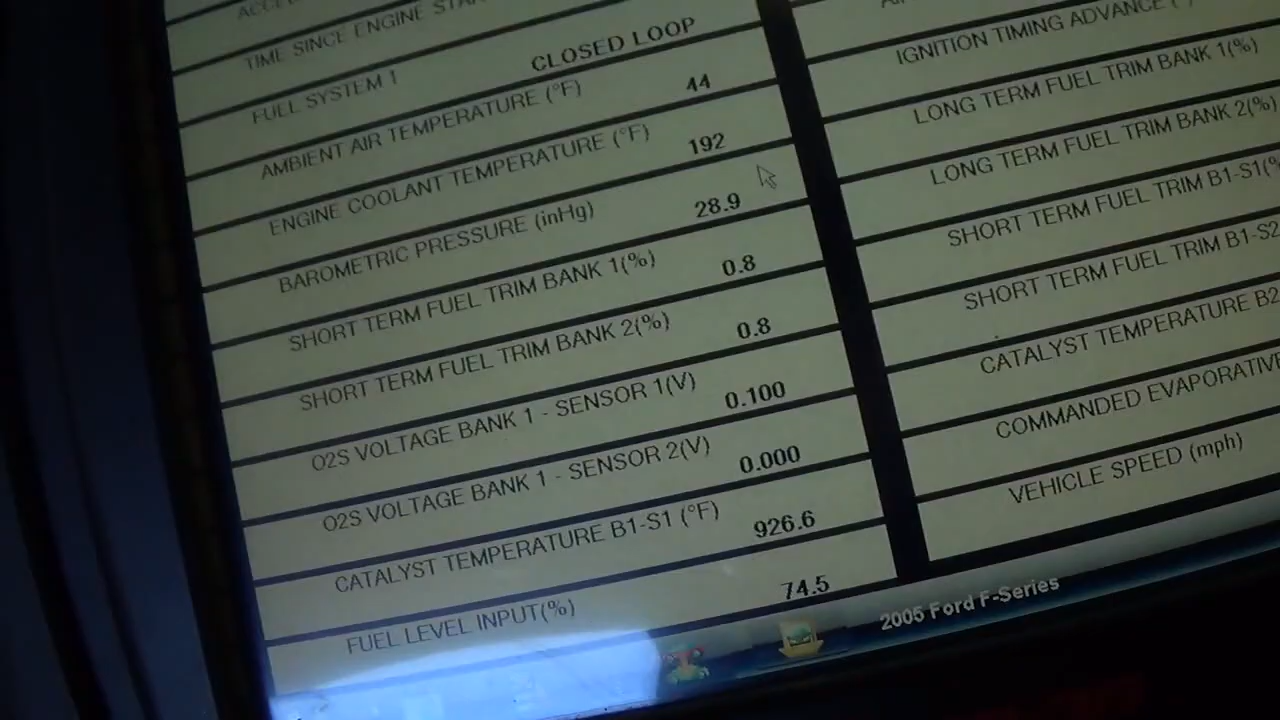 TIME SINCE ENGINE
FUEL SYSTEM 1 CLOSED LOOP
AMBIENT AIR TEMPERATURE (°F) 44
ENGINE COOLANT TEMPERATURE (°F) 192
BAROMETRIC PRESSURE (inHg) 28.9
SHORT TERM FUEL TRIM BANK 1(%) 0.8
SHORT TERM FUEL TRIM BANK 2(%) 0.8
O2S VOLTAGE BANK 1 - SENSOR 1(V) 0.100
O2S VOLTAGE BANK 1 - SENSOR 2(V) 0.000
CATALYST TEMPERATURE B1-S1 (°F) 926.6
FUEL LEVEL INPUT(%) 74.5
IGNITION TIMING ADVANCE (°)
LONG TERM FUEL TRIM BANK 1(%)
LONG TERM FUEL TRIM BANK 2(%)
SHORT TERM FUEL TRIM B1-S1(%
SHORT TERM FUEL TRIM B1-S2
CATALYST TEMPERATURE B2
COMMANDED EVAPORATIVE
VEHICLE SPEED (mph)
2005 Ford F-Series